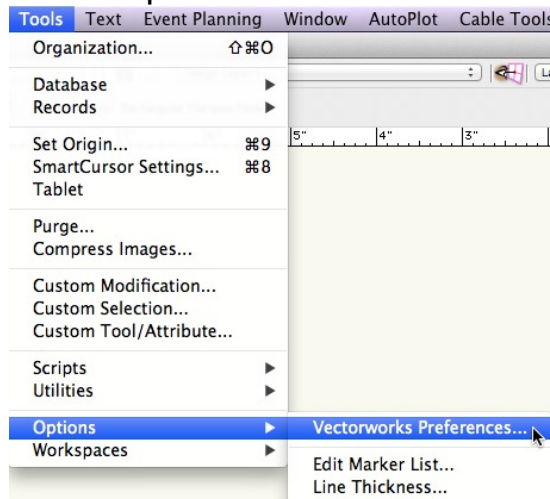 Tools Text Event Planning Window AutoPlot Cable Tools
Organization... ⇧⌘O
Database ▶
Records ▶
Set Origin... ⌘9
SmartCursor Settings... ⌘8
Tablet
5" 4" 3"
Purge...
Compress Images...
Custom Modification...
Custom Selection...
Custom Tool/Attribute...
Scripts ▶
Utilities ▶
Options ▶
Workspaces ▶
Vectorworks Preferences...
Edit Marker List...
Line Thickness...